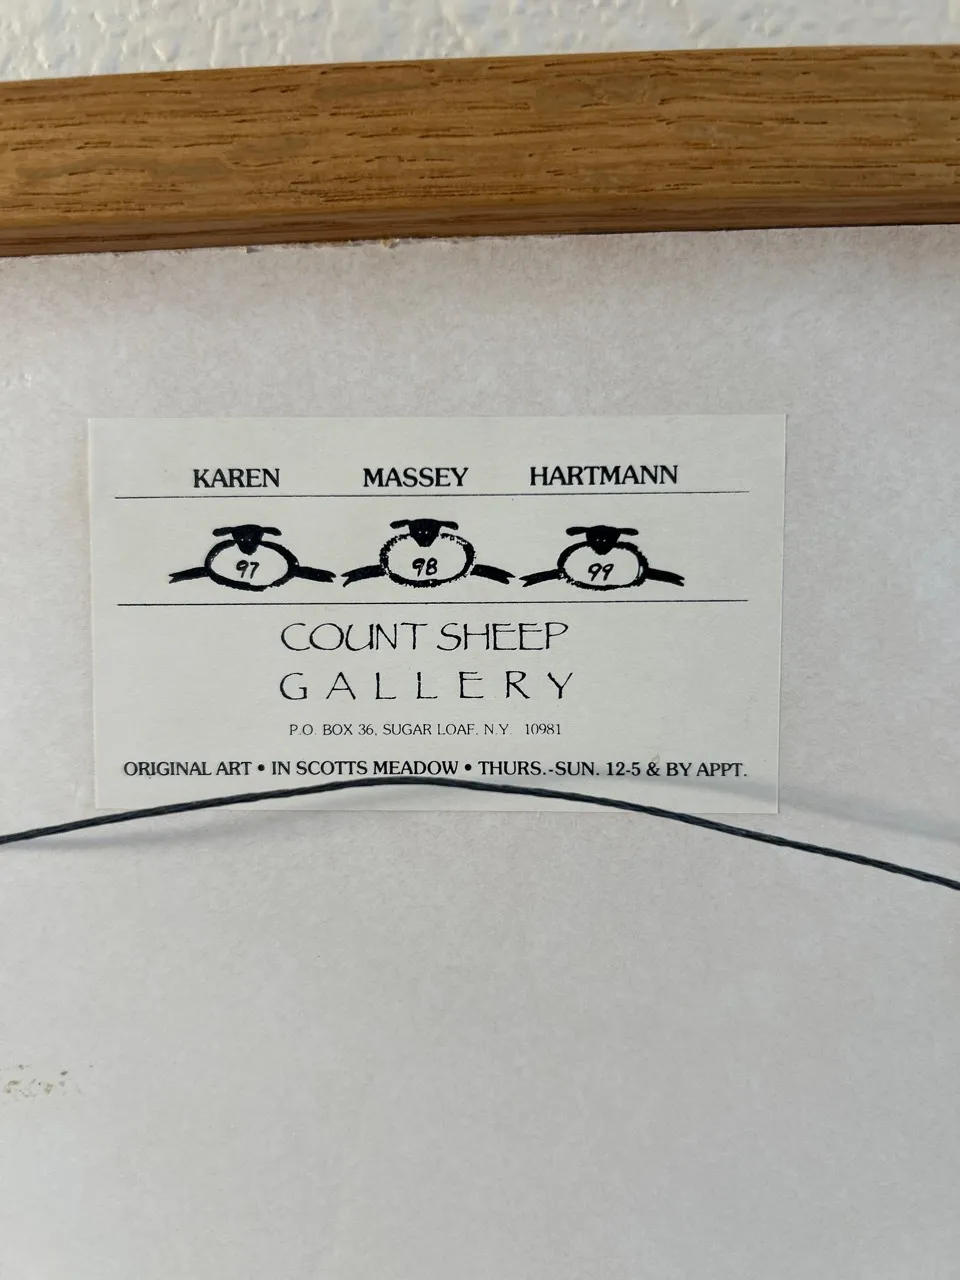 KAREN MASSEY HARTMANN
97 98 99
COUNT SHEEP
GALLERY
P.O. BOX 36, SUGAR LOAF, N.Y. 10981
ORIGINAL ART • IN SCOTTS MEADOW • THURS.-SUN. 12-5 & BY APPT.